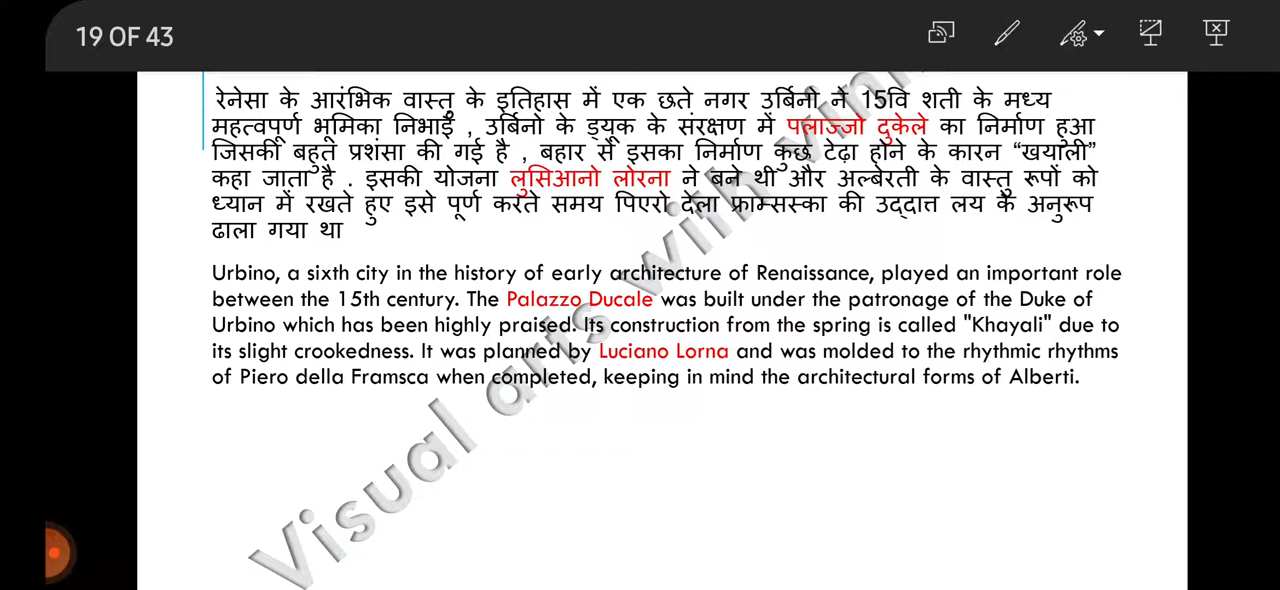 19 OF 43
रेनेसा के आरंभिक वास्तु के इतिहास में एक छते नगर उर्बिनी ने 15वि शती के मध्य
महत्वपूर्ण भूमिका निभाई , उर्बिनो के ड्यूक के संरक्षण में पलाज्जो दुकेले का निर्माण हुआ
जिसकी बहुत प्रशंसा की गई है , बहार से इसका निर्माण कुछ टेढ़ा होने के कारन “खयाली”
कहा जाता है . इसकी योजना लुसिआनो लोरना ने बने थी और अल्बेरती के वास्तु रूपों को
ध्यान में रखते हुए इसे पूर्ण करते समय पिएरो देला फ्राम्सस्का की उद्दात्त लय के अनुरूप
ढाला गया था
Urbino, a sixth city in the history of early architecture of Renaissance, played an important role
between the 15th century. The Palazzo Ducale was built under the patronage of the Duke of
Urbino which has been highly praised. Its construction from the spring is called "Khayali" due to
its slight crookedness. It was planned by Luciano Lorna and was molded to the rhythmic rhythms
of Piero della Framsca when completed, keeping in mind the architectural forms of Alberti.
Visual arts with